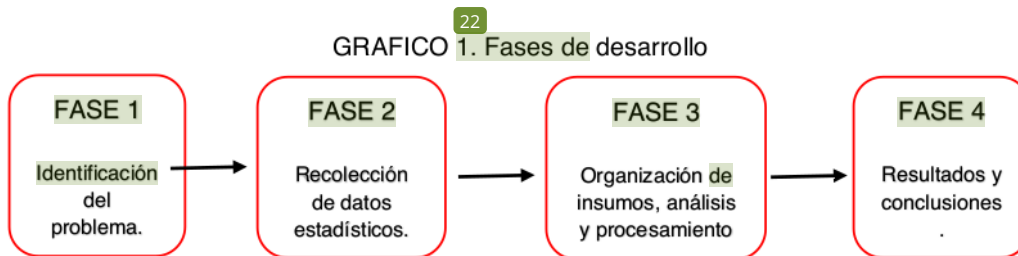 22
GRAFICO 1. Fases de desarrollo
FASE 1
Identificación
del
problema.
FASE 2
Recolección
de datos
estadísticos.
FASE 3
Organización de
insumos, análisis
y procesamiento
FASE 4
Resultados y
conclusiones
.